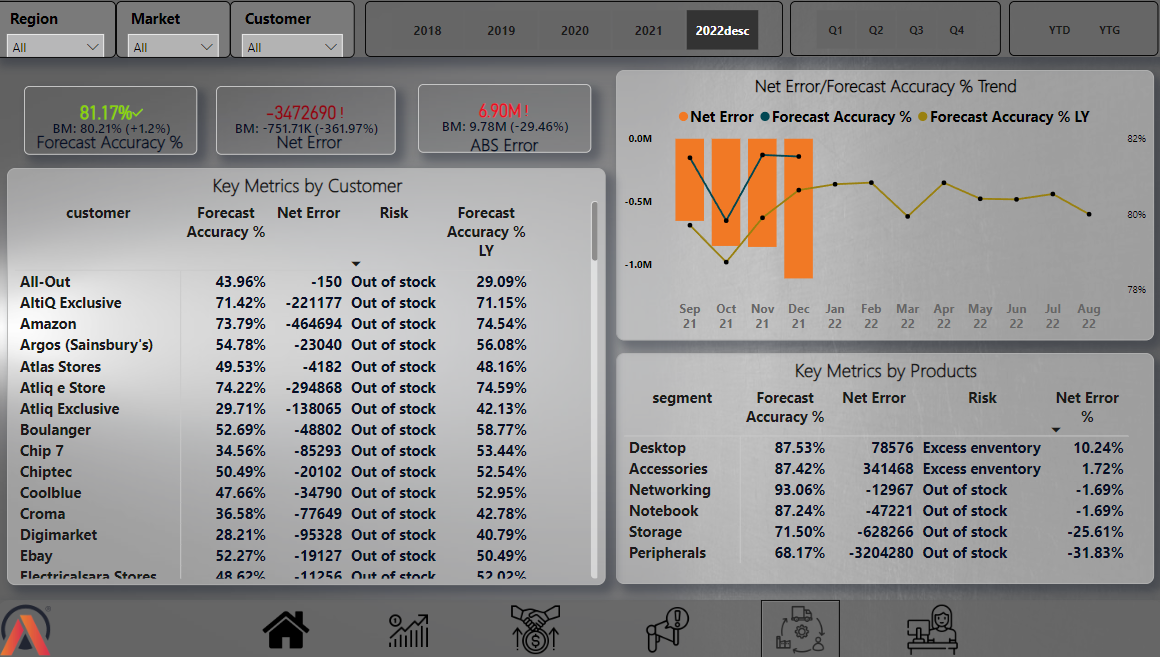 Region
Market
Customer
All
All
All
2018
2019
2020
2021
2022desc
Q1
Q2
Q3
Q4
YTD
YTG
81.17%
BM: 80.21% (+1.2%)
Forecast Accuracy %
-3472690 !
BM: -751.71K (-361.97%)
Net Error
6.90M !
BM: 9.78M (-29.46%)
ABS Error
Key Metrics by Customer
customer Forecast Accuracy % Net Error Risk Forecast Accuracy % LY
All-Out 43.96% -150 Out of stock 29.09%
AltiQ Exclusive 71.42% -221177 Out of stock 71.15%
Amazon 73.79% -464694 Out of stock 74.54%
Argos (Sainsbury's) 54.78% -23040 Out of stock 56.08%
Atlas Stores 49.53% -4182 Out of stock 48.16%
Atliq e Store 74.22% -294868 Out of stock 74.59%
Atliq Exclusive 29.71% -138065 Out of stock 42.13%
Boulanger 52.69% -48802 Out of stock 58.77%
Chip 7 34.56% -85293 Out of stock 53.44%
Chiptec 50.49% -20102 Out of stock 52.54%
Coolblue 47.66% -34790 Out of stock 52.95%
Croma 36.58% -77649 Out of stock 42.78%
Digimarket 28.21% -95328 Out of stock 40.79%
Ebay 52.27% -19127 Out of stock 50.49%
Electricalsara Stores 48.62% -11256 Out of stock 52.02%
Net Error/Forecast Accuracy % Trend
Net Error Forecast Accuracy % Forecast Accuracy % LY
0.0M
-0.5M
-1.0M
82%
80%
78%
Sep 21
Oct 21
Nov 21
Dec 21
Jan 22
Feb 22
Mar 22
Apr 22
May 22
Jun 22
Jul 22
Aug 22
Key Metrics by Products
segment Forecast Accuracy % Net Error Risk Net Error %
Desktop 87.53% 78576 Excess enventory 10.24%
Accessories 87.42% 341468 Excess enventory 1.72%
Networking 93.06% -12967 Out of stock -1.69%
Notebook 87.24% -47221 Out of stock -1.69%
Storage 71.50% -628266 Out of stock -25.61%
Peripherals 68.17% -3204280 Out of stock -31.83%